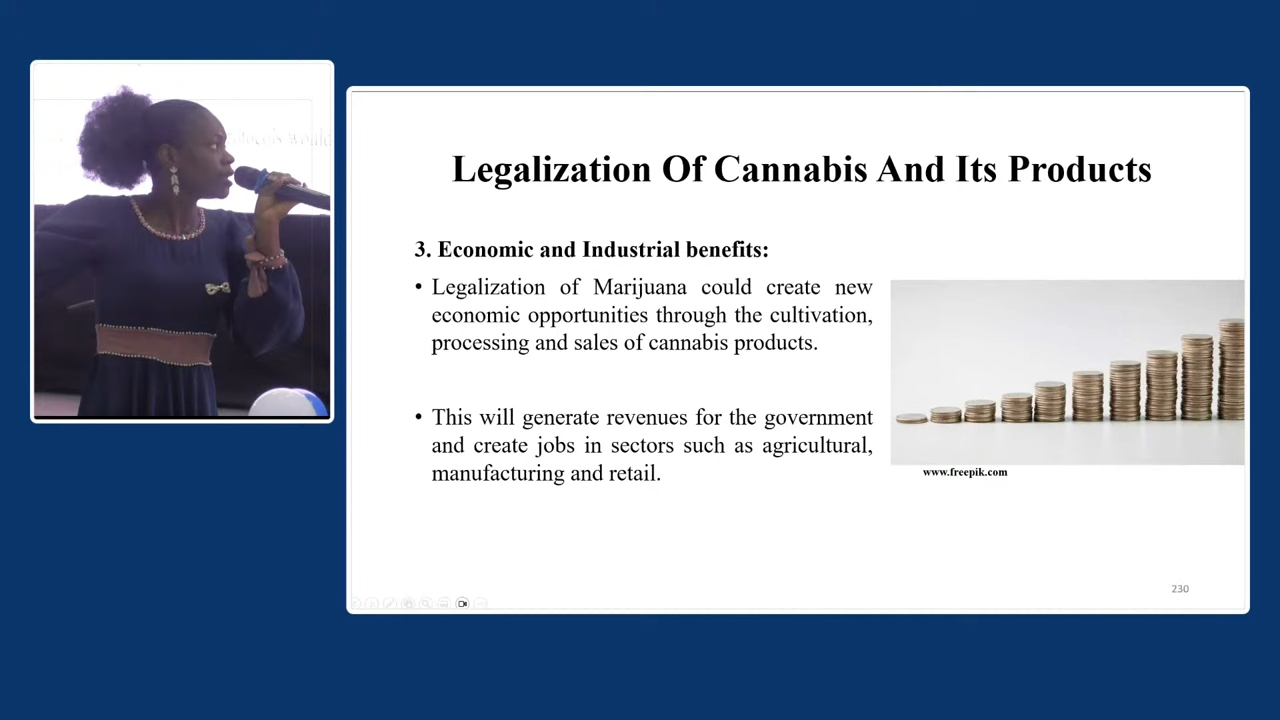 tocols would
Legalization Of Cannabis And Its Products
3. Economic and Industrial benefits:
• Legalization of Marijuana could create new
economic opportunities through the cultivation,
processing and sales of cannabis products.
• This will generate revenues for the government
and create jobs in sectors such as agricultural,
manufacturing and retail.
www.freepik.com
230